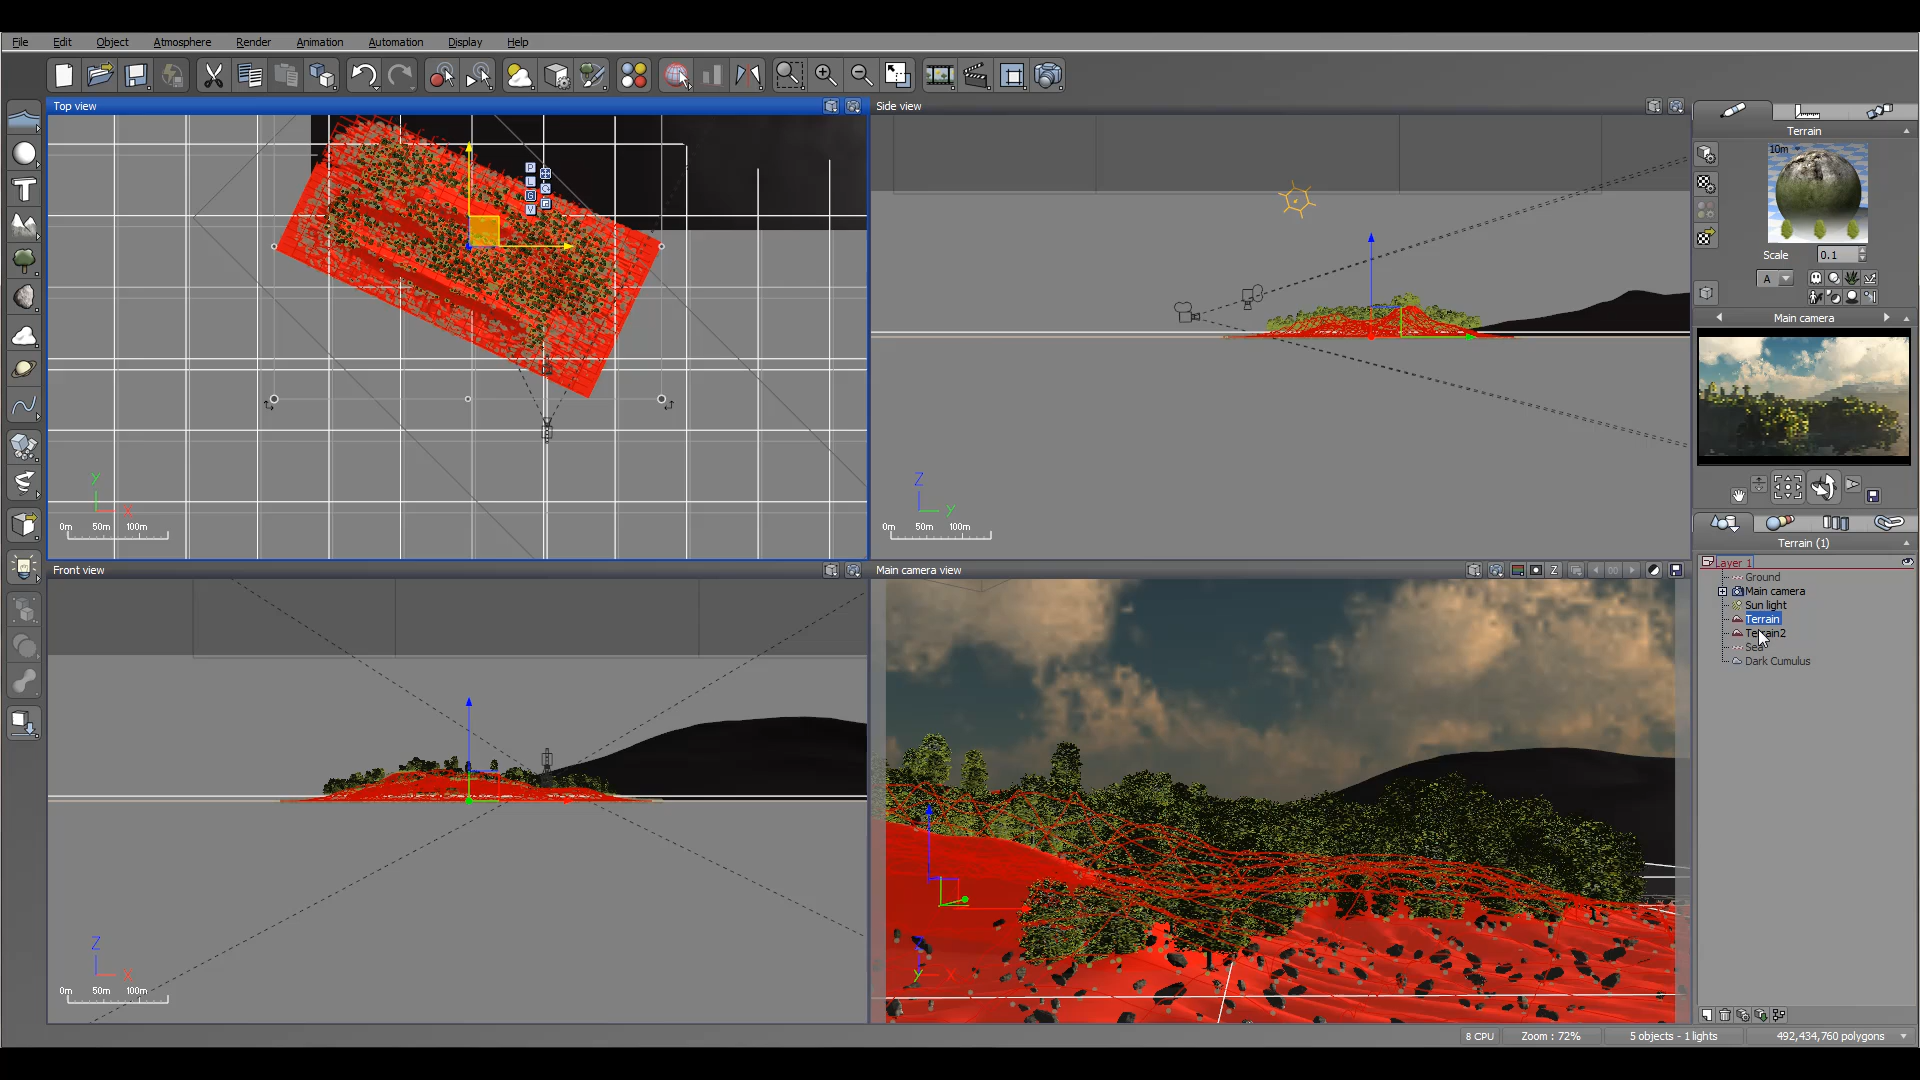 File Edit Object Atmosphere Render Animation Automation Display Help
Top view
P
L
G
V
Y
X
0m 50m 100m
Side view
Z
Y
0m 50m 100m
Front view
Z
X
0m 50m 100m
Main camera view
Z
Z
Y X
Terrain
10m
Scale 0.1
A
Main camera
Terrain (1)
Layer 1
Ground
Main camera
Sun light
Terrain
Terrain2
Sea
Dark Cumulus
8 CPU Zoom : 72% 5 objects - 1 lights 492,434,760 polygons